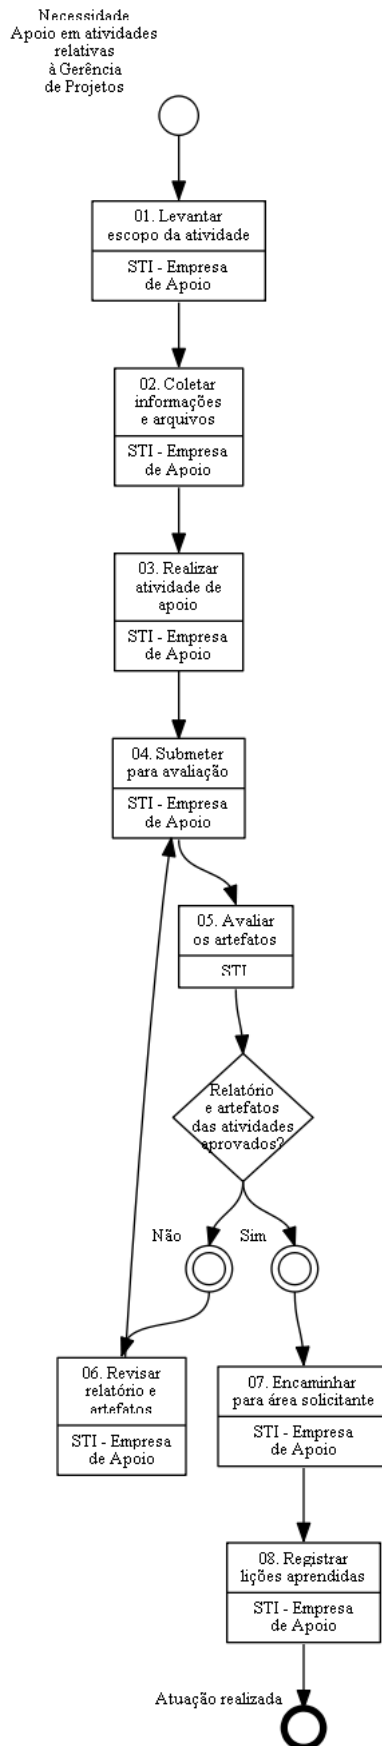 Necessidade
Apoio em atividades
relativas
à Gerência
de Projetos
01. Levantar
escopo da atividade
STI - Empresa
de Apoio
02. Coletar
informações
e arquivos
STI - Empresa
de Apoio
03. Realizar
atividade de
apoio
STI - Empresa
de Apoio
04. Submeter
para avaliação
STI - Empresa
de Apoio
05. Avaliar
os artefatos
STI
Relatório
e artefatos
das atividades
aprovados?
Não
Sim
06. Revisar
relatório e
artefatos
STI - Empresa
de Apoio
07. Encaminhar
para área solicitante
STI - Empresa
de Apoio
08. Registrar
lições aprendidas
STI - Empresa
de Apoio
Atuação realizada